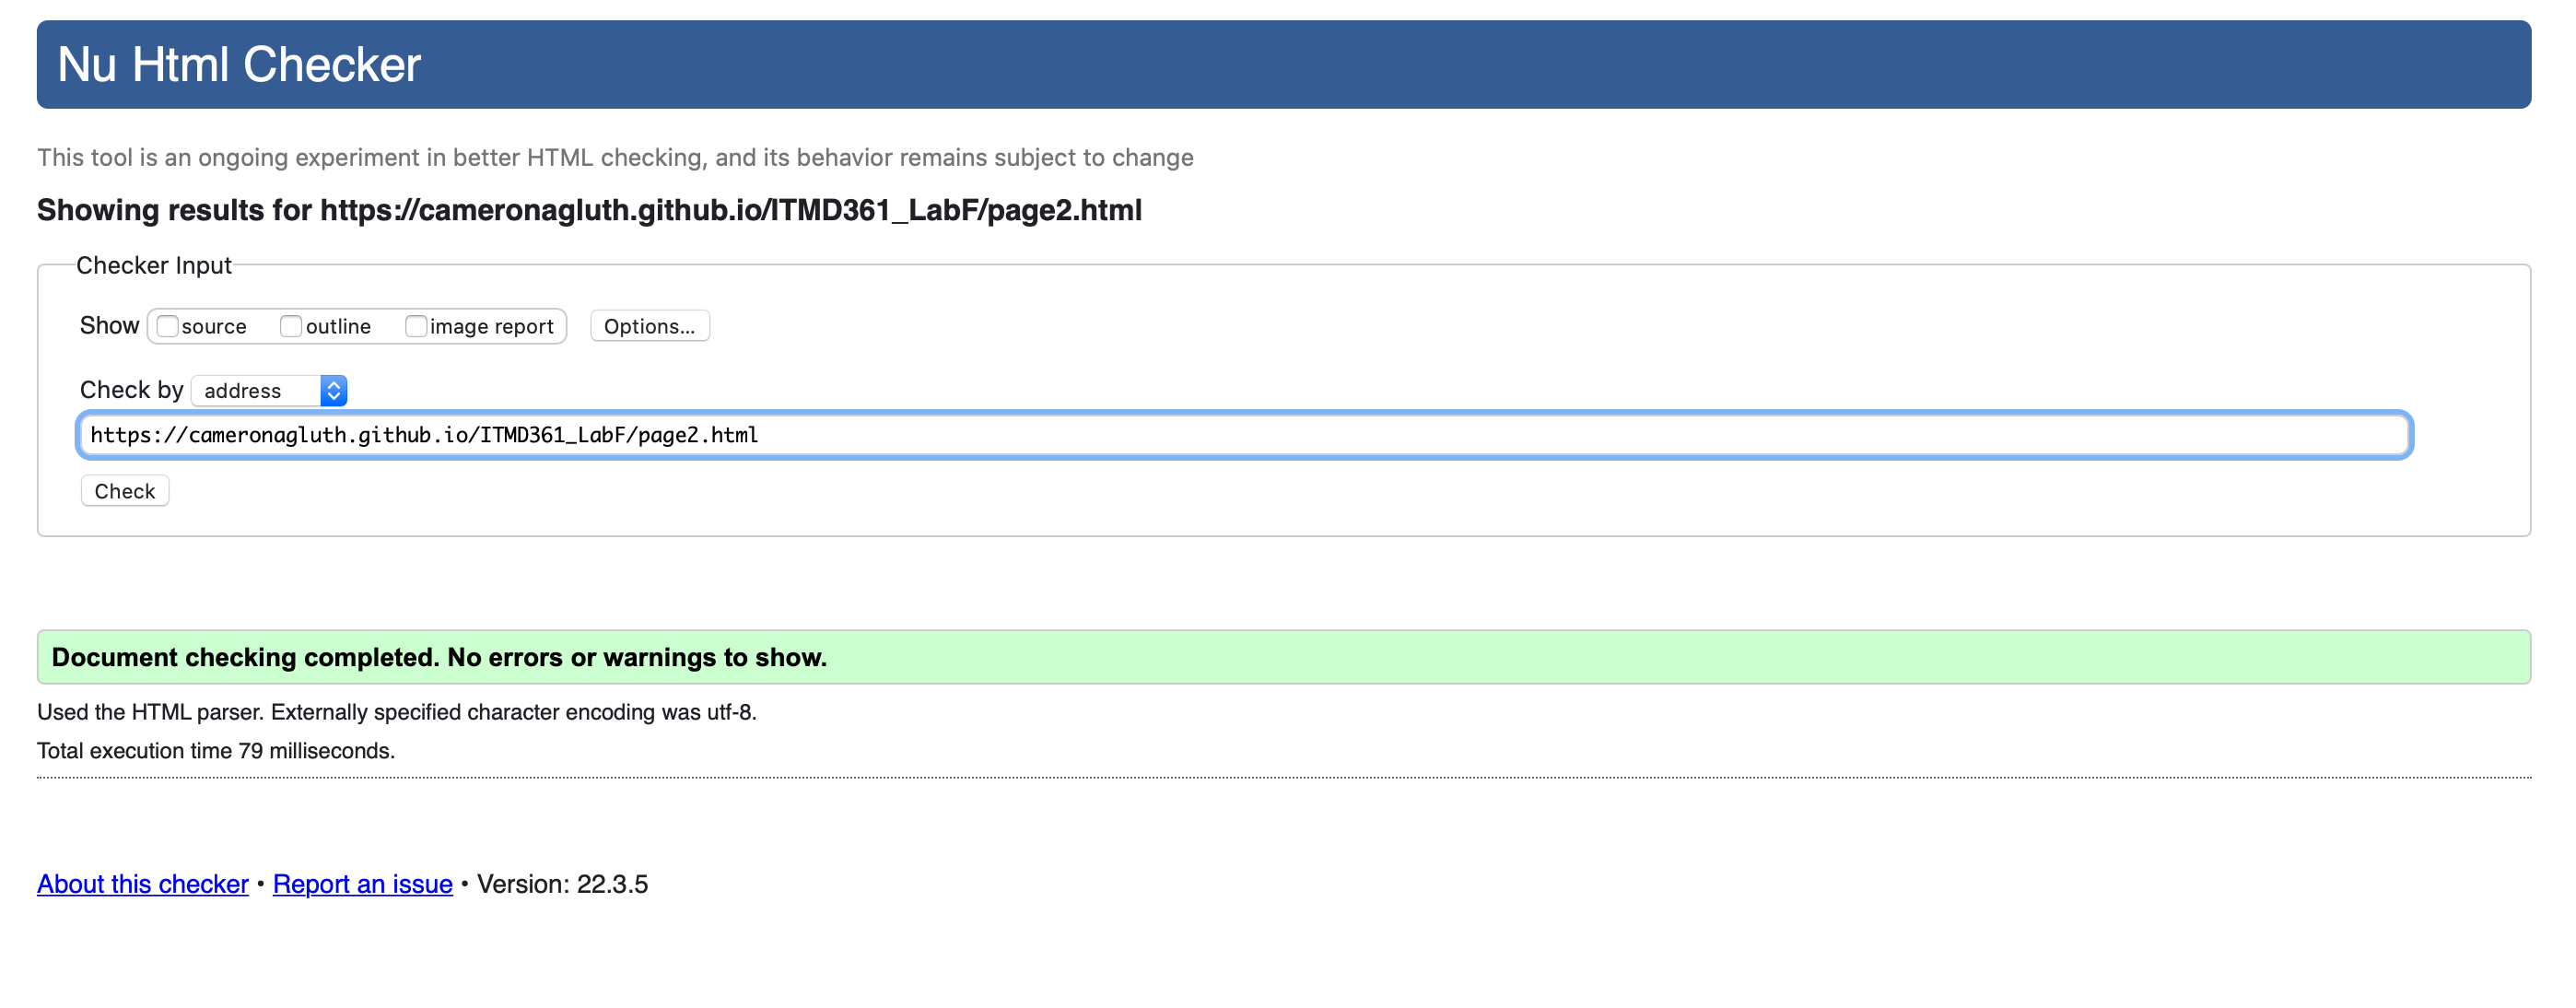 Nu Html Checker
This tool is an ongoing experiment in better HTML checking, and its behavior remains subject to change
Showing results for https://cameronagluth.github.io/ITMD361_LabF/page2.html
Checker Input
Show source outline image report Options...
Check by address
https://cameronagluth.github.io/ITMD361_LabF/page2.html
Check
Document checking completed. No errors or warnings to show.
Used the HTML parser. Externally specified character encoding was utf-8.
Total execution time 79 milliseconds.
About this checker • Report an issue • Version: 22.3.5